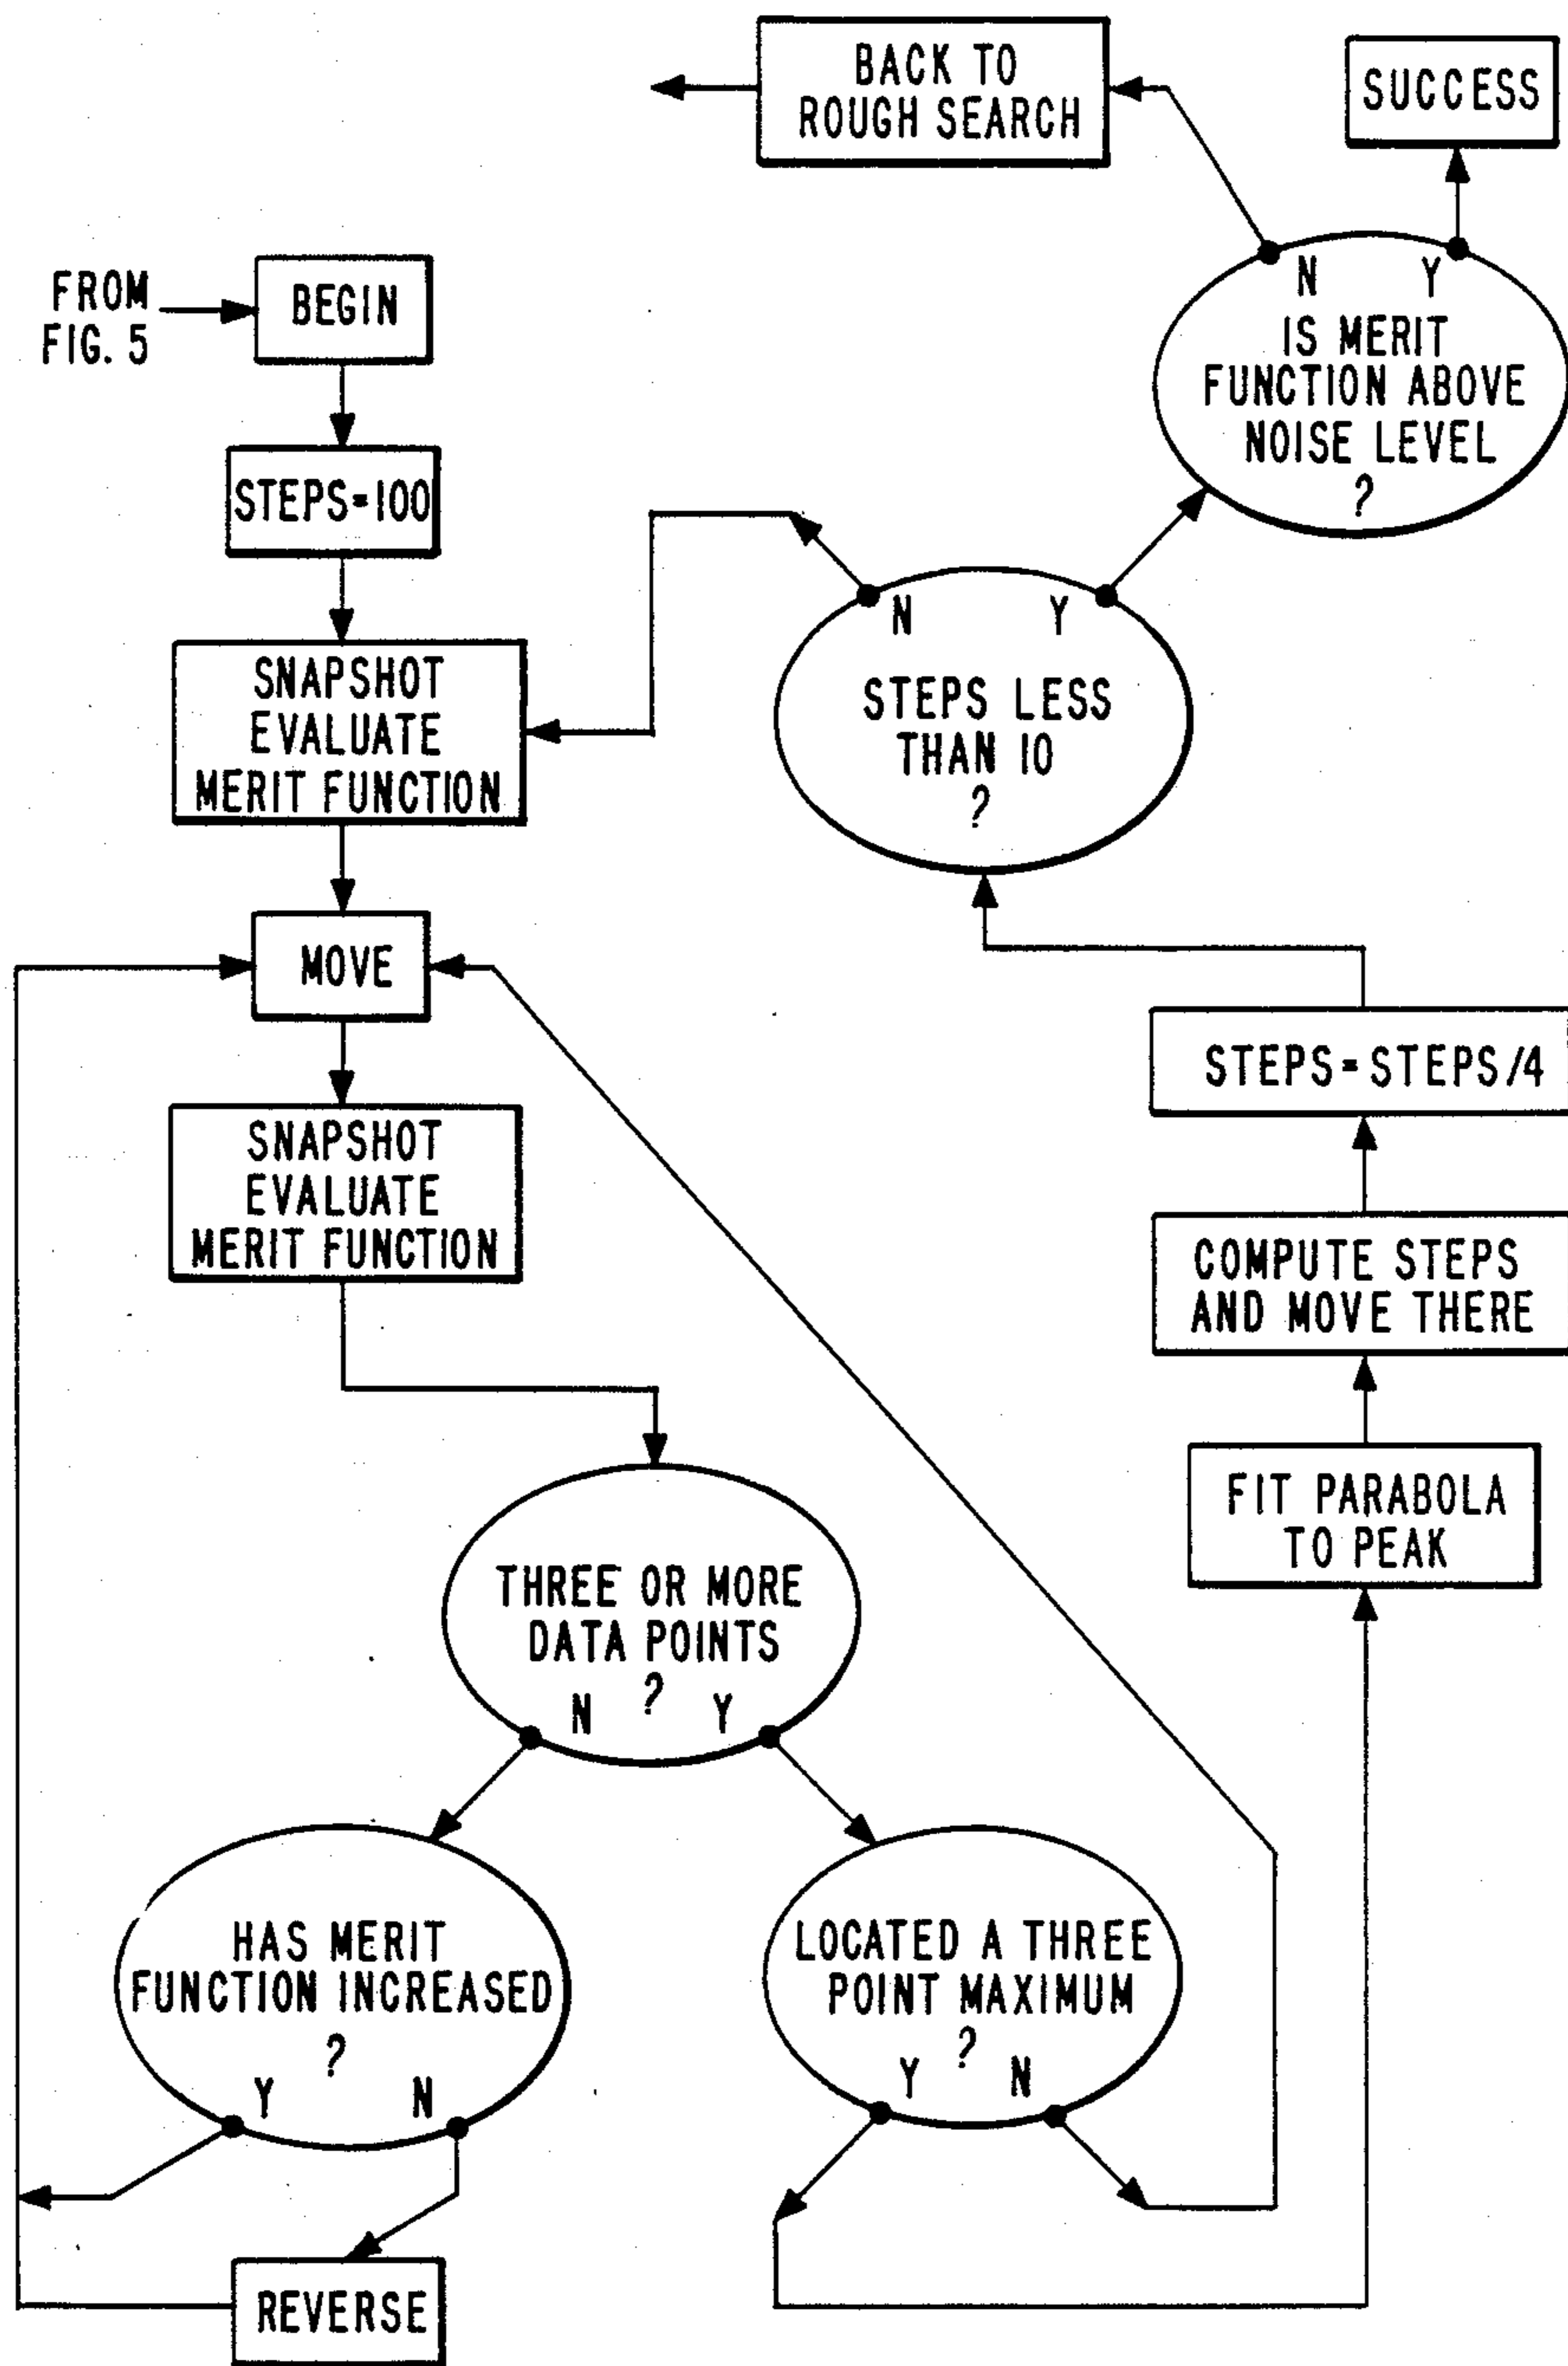 BACK TO
ROUGH SEARCH
SUCCESS
FROM
FIG. 5
BEGIN
N Y
IS MERIT
FUNCTION ABOVE
NOISE LEVEL
?
STEPS=100
N Y
STEPS LESS
THAN 10
?
SNAPSHOT
EVALUATE
MERIT FUNCTION
MOVE
STEPS=STEPS/4
SNAPSHOT
EVALUATE
MERIT FUNCTION
COMPUTE STEPS
AND MOVE THERE
FIT PARABOLA
TO PEAK
THREE OR MORE
DATA POINTS
N ? Y
HAS MERIT
FUNCTION INCREASED
?
Y N
LOCATED A THREE
POINT MAXIMUM
?
Y N
REVERSE